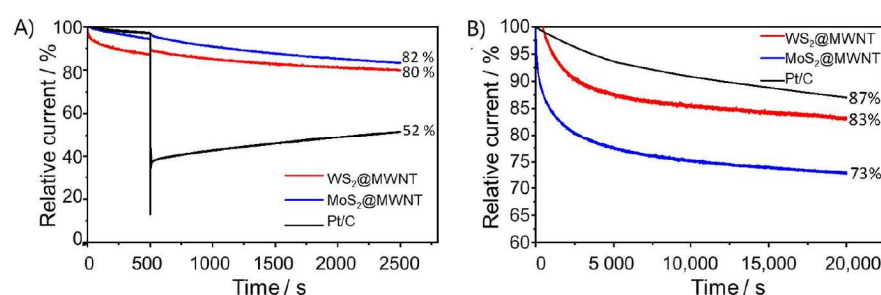 A)
Relative current / %
100
80
60
40
20
0
82 %
80 %
52 %
WS₂@MWNT
MoS₂@MWNT
Pt/C
0 500 1000 1500 2000 2500
Time / s
B)
Relative current / %
100
95
90
85
80
75
70
65
60
WS₂@MWNT
MoS₂@MWNT
Pt/C
87%
83%
73%
0 5 000 10,000 15,000 20,000
Time / s